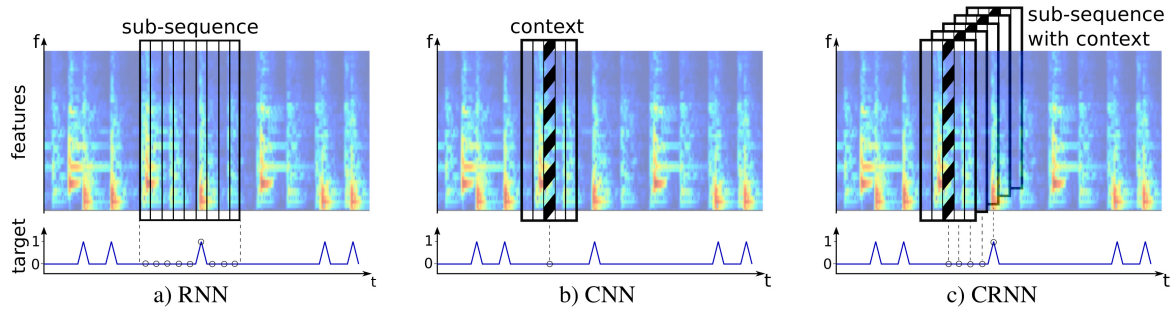 sub-sequence
f
features
target
1
0
t
a) RNN
context
f
1
0
t
b) CNN
sub-sequence
with context
f
1
0
t
c) CRNN